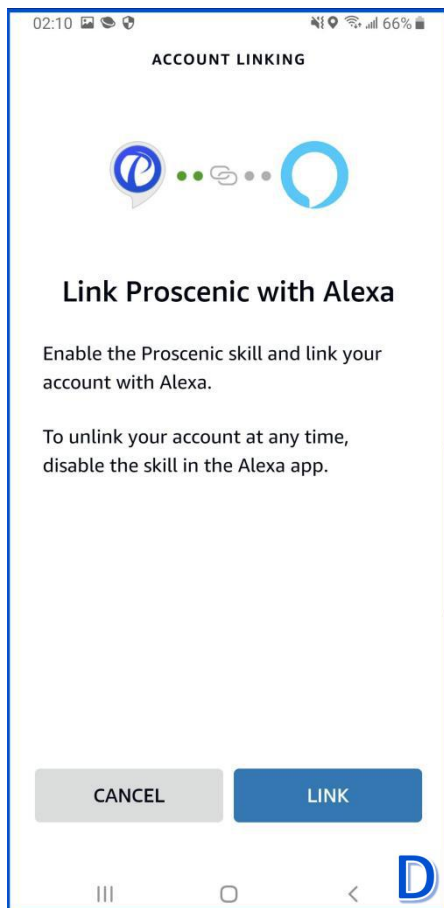 02:10 66%
ACCOUNT LINKING
Link Proscenic with Alexa
Enable the Proscenic skill and link your
account with Alexa.
To unlink your account at any time,
disable the skill in the Alexa app.
CANCEL LINK
D